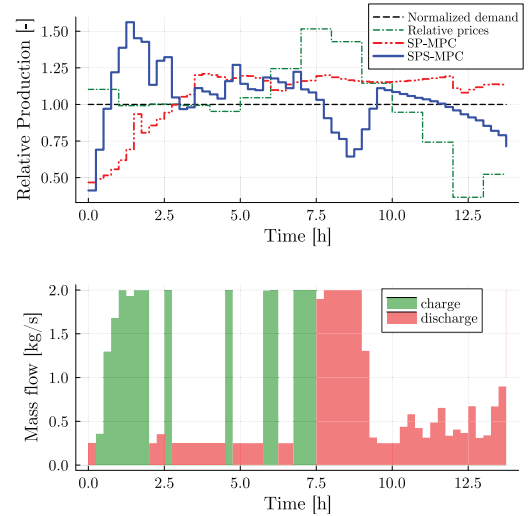 Normalized demand
Relative prices
SP-MPC
SPS-MPC
Relative Production [-]
1.50
1.25
1.00
0.75
0.50
0.0 2.5 5.0 7.5 10.0 12.5
Time [h]
charge
discharge
Mass flow [kg/s]
2.0
1.5
1.0
0.5
0.0
0.0 2.5 5.0 7.5 10.0 12.5
Time [h]